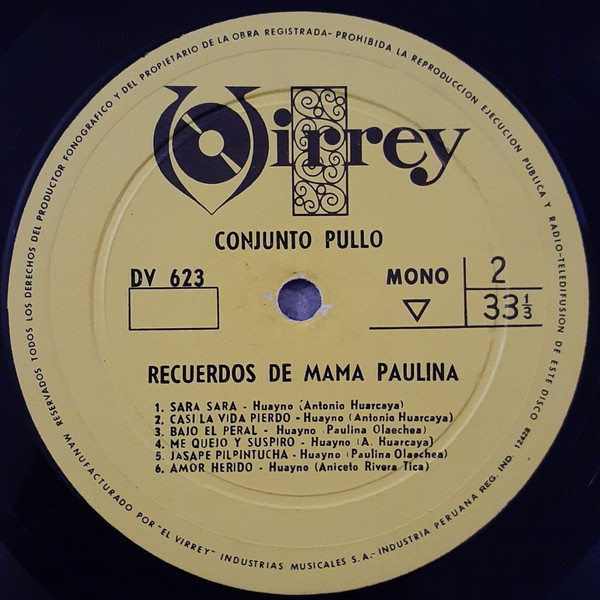 Virrey
CONJUNTO PULLO
DV 623
MONO
2
33 1/3
RECUERDOS DE MAMA PAULINA
1. SARA SARA - Huayno (Antonio Huarcaya)
2. CASI LA VIDA PIERDO - Huayno (Antonio Huarcaya)
3. BAJO EL PERAL - Huayno (Paulina Olaechea)
4. ME QUEJO Y SUSPIRO - Huayno (A. Huarcaya)
5. JASAPE PILPINTUCHA - Huayno (Paulina Olaechea)
6. AMOR HERIDO - Huayno (Aniceto Rivera Tica)
RESERVADOS TODOS LOS DERECHOS DEL PRODUCTOR FONOGRAFICO Y DEL PROPIETARIO DE LA OBRA REGISTRADA - PROHIBIDA LA REPRODUCCION EJECUCION PUBLICA Y RADIO-TELEDIFUSION DE ESTE DISCO
MANUFACTURADO POR "EL VIRREY" INDUSTRIAS MUSICALES S.A. - INDUSTRIA PERUANA REG. IND. 12428